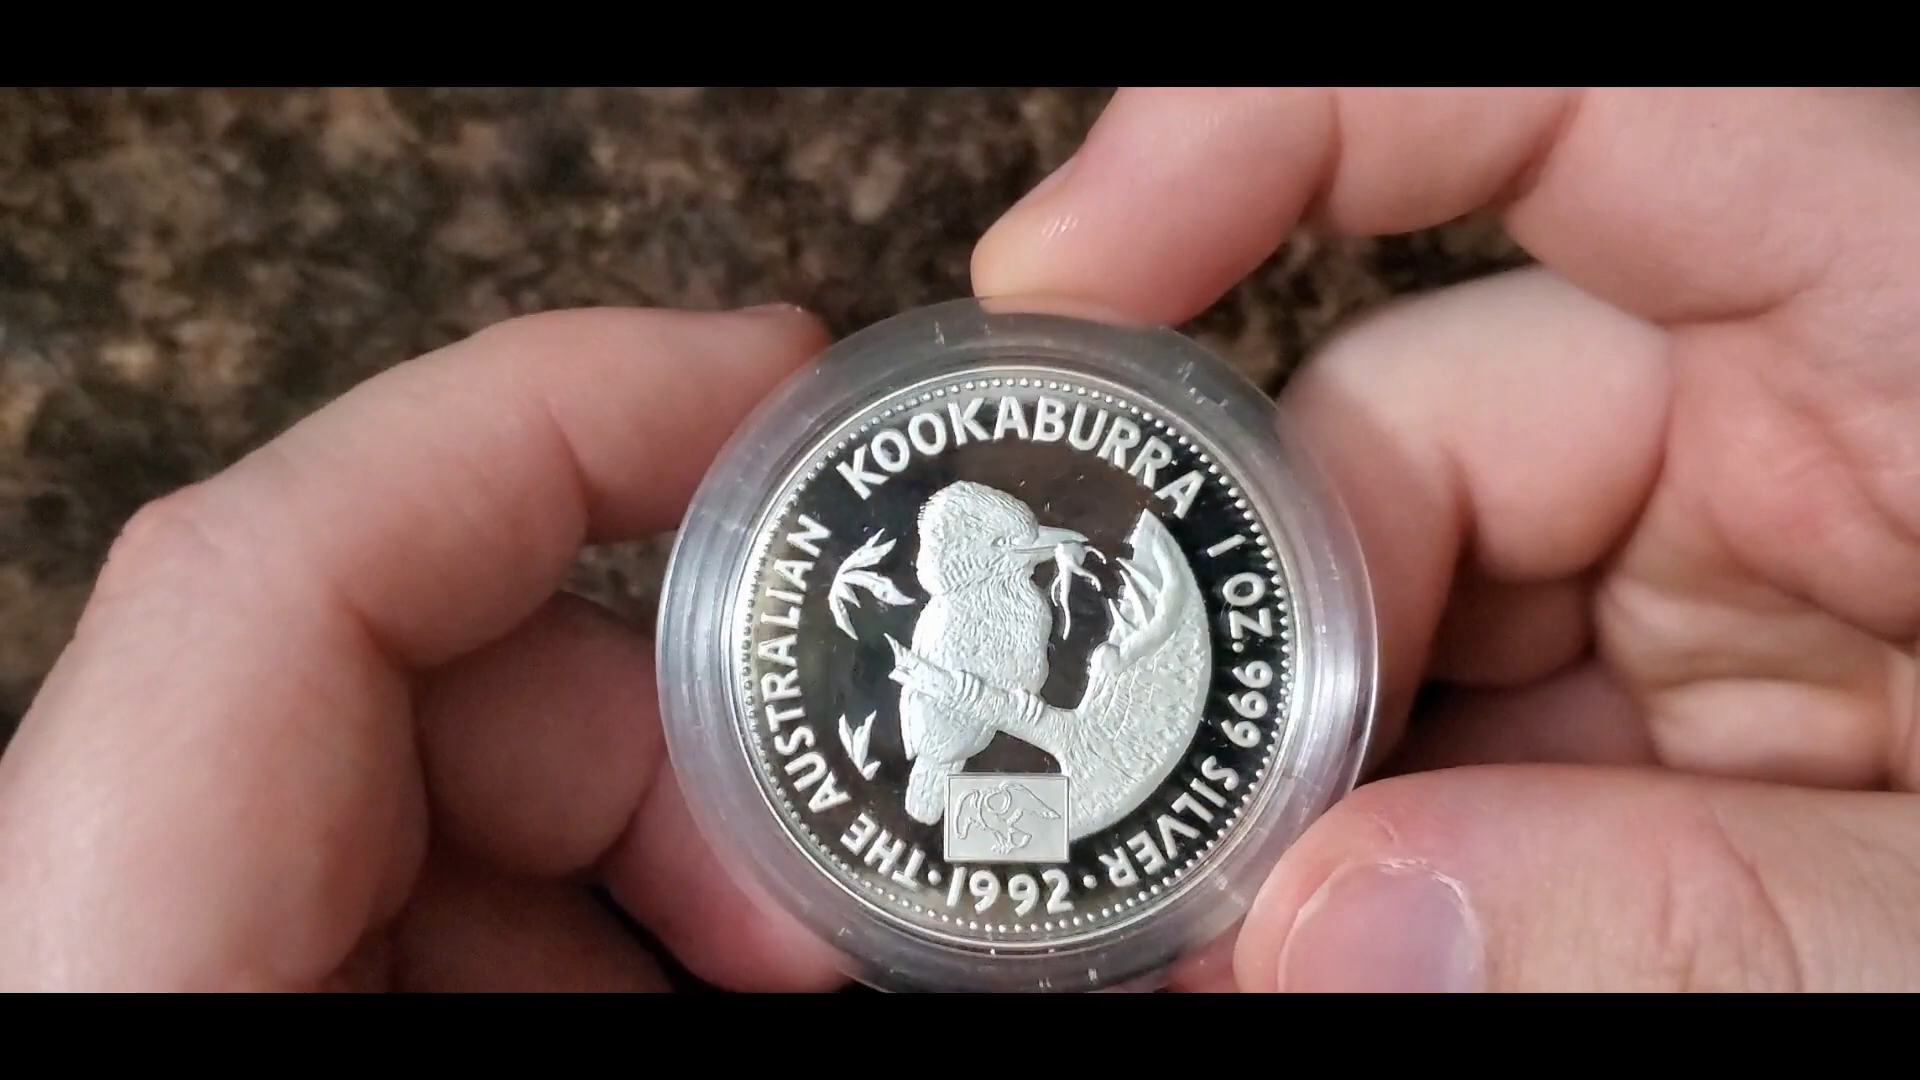 THE AUSTRALIAN KOOKABURRA 1 OZ. 999 SILVER
· 1992 ·